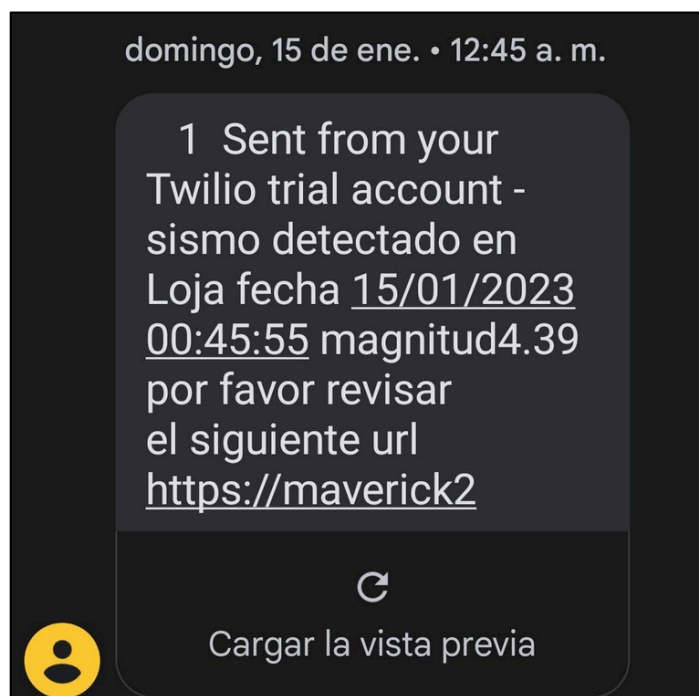 domingo, 15 de ene. • 12:45 a. m.
1 Sent from your
Twilio trial account -
sismo detectado en
Loja fecha 15/01/2023
00:45:55 magnitud4.39
por favor revisar
el siguiente url
https://maverick2
Cargar la vista previa